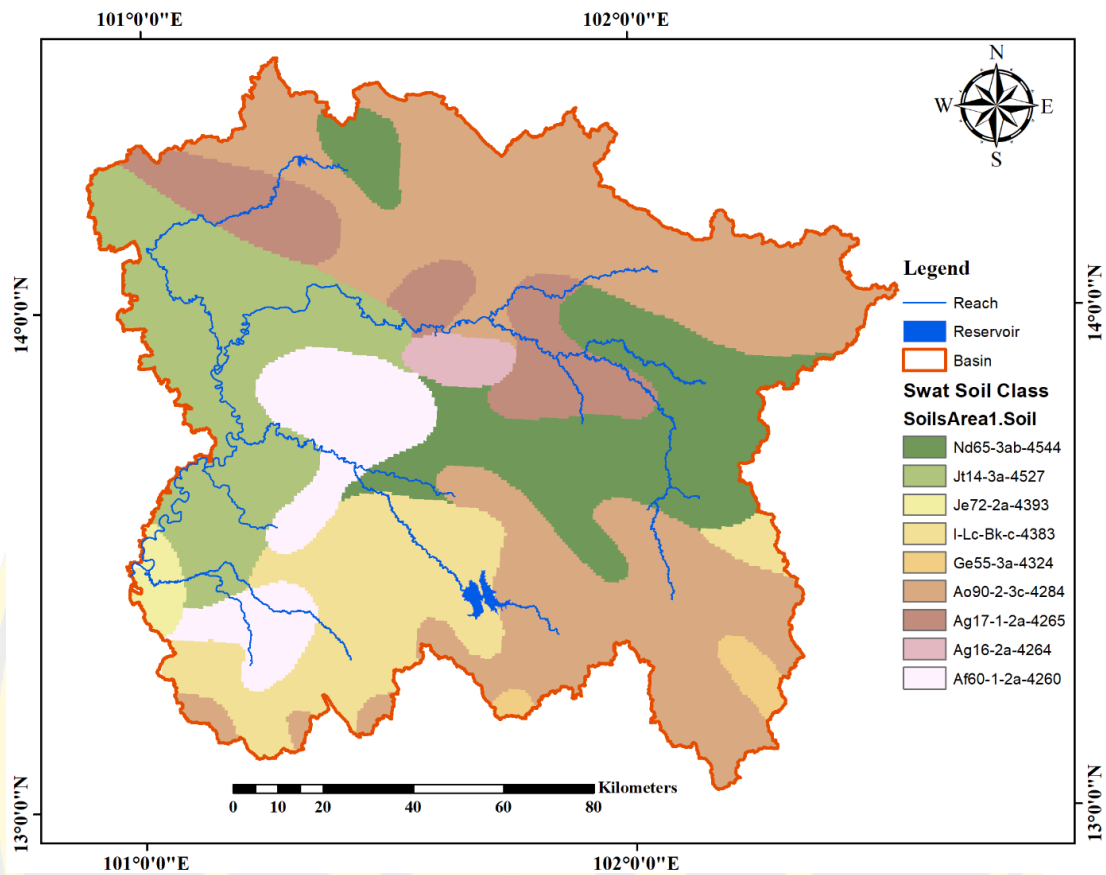 101°0'0"E 102°0'0"E
N
W E
S
14°0'0"N
13°0'0"N
14°0'0"N
13°0'0"N
Legend
Reach
Reservoir
Basin
Swat Soil Class
SoilsArea1.Soil
Nd65-3ab-4544
Jt14-3a-4527
Je72-2a-4393
I-Lc-Bk-c-4383
Ge55-3a-4324
Ao90-2-3c-4284
Ag17-1-2a-4265
Ag16-2a-4264
Af60-1-2a-4260
Kilometers
0 10 20 40 60 80
101°0'0"E 102°0'0"E